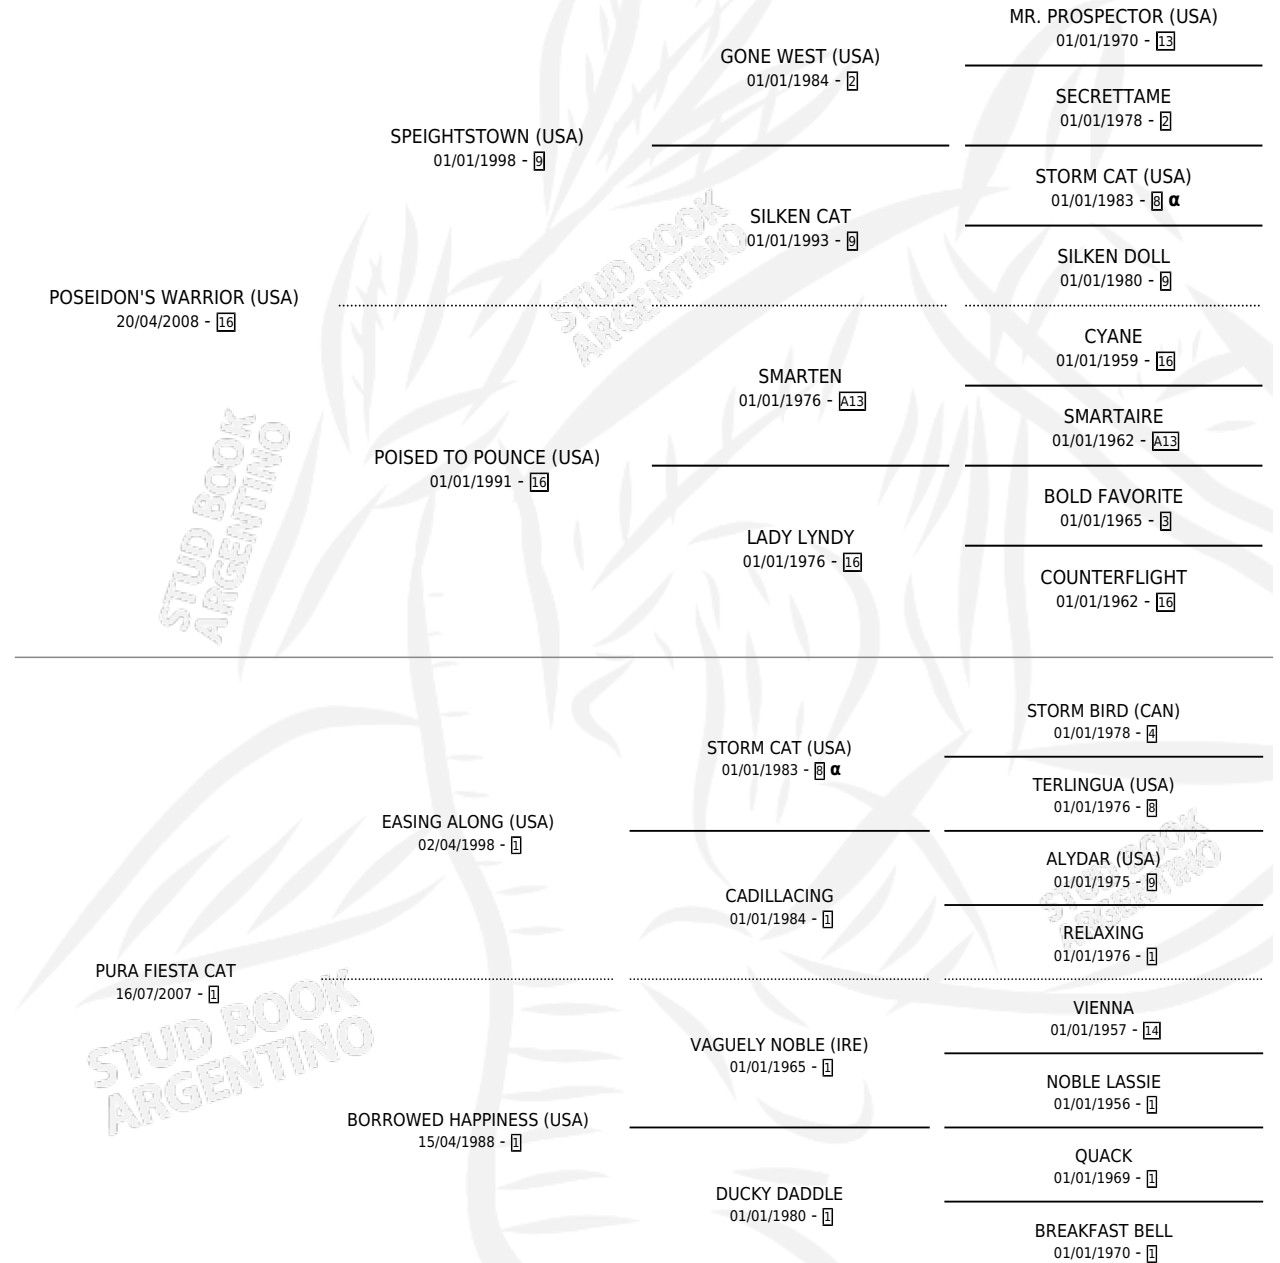 MR. PROSPECTOR (USA)
01/01/1970 - 13
GONE WEST (USA)
01/01/1984 - 2
SECRETTAME
01/01/1978 - 2
SPEIGHTSTOWN (USA)
01/01/1998 - 9
STORM CAT (USA)
01/01/1983 - 8 α
SILKEN CAT
01/01/1993 - 9
SILKEN DOLL
01/01/1980 - 9
POSEIDON'S WARRIOR (USA)
20/04/2008 - 16
CYANE
01/01/1959 - 16
SMARTEN
01/01/1976 - A13
SMARTAIRE
01/01/1962 - A13
POISED TO POUNCE (USA)
01/01/1991 - 16
BOLD FAVORITE
01/01/1965 - 3
LADY LYNDY
01/01/1976 - 16
COUNTERFLIGHT
01/01/1962 - 16
STORM BIRD (CAN)
01/01/1978 - 4
STORM CAT (USA)
01/01/1983 - 8 α
TERLINGUA (USA)
01/01/1976 - 8
EASING ALONG (USA)
02/04/1998 - 1
ALYDAR (USA)
01/01/1975 - 9
CADILLACING
01/01/1984 - 1
RELAXING
01/01/1976 - 1
PURA FIESTA CAT
16/07/2007 - 1
VIENNA
01/01/1957 - 14
VAGUELY NOBLE (IRE)
01/01/1965 - 1
NOBLE LASSIE
01/01/1956 - 1
BORROWED HAPPINESS (USA)
15/04/1988 - 1
QUACK
01/01/1969 - 1
DUCKY DADDLE
01/01/1980 - 1
BREAKFAST BELL
01/01/1970 - 1
STUD BOOK
ARGENTINO
STUD BOOK
ARGENTINO
STUD BOOK
ARGENTINO
STUD BOOK
ARGENTINO